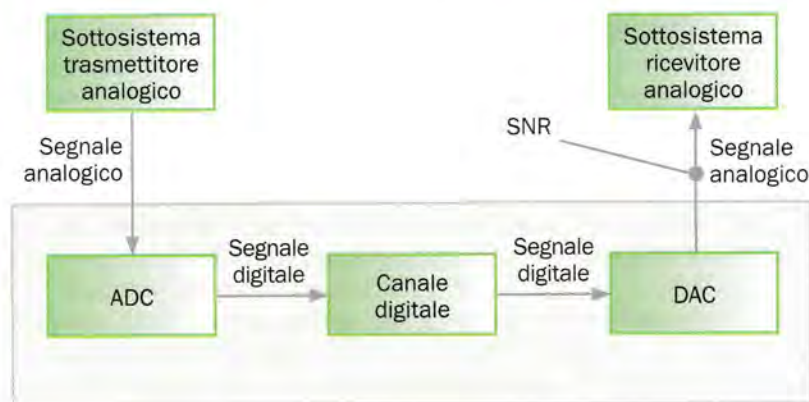 Sottosistema
trasmettitore
analogico
Sottosistema
ricevitore
analogico
SNR
Segnale
analogico
Segnale
analogico
ADC
Segnale
digitale
Canale
digitale
Segnale
digitale
DAC